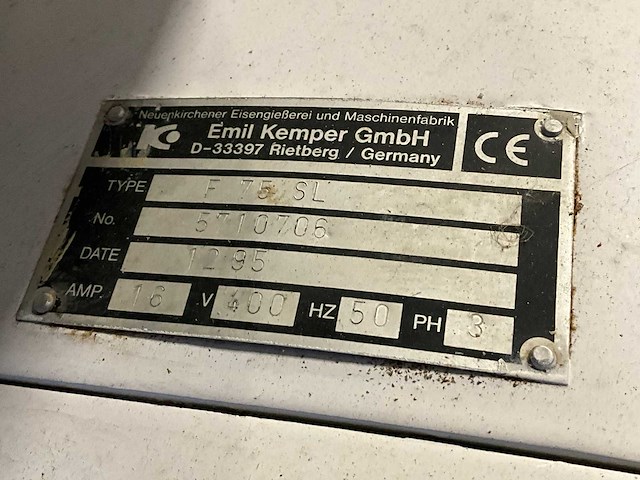 Neuenkirchener Eisengießerei und Maschinenfabrik
K
Emil Kemper GmbH
D-33397 Rietberg / Germany
CE
TYPE F 75 SL
No. 5710706
DATE 12 95
AMP. 16 V 400 HZ 50 PH 3